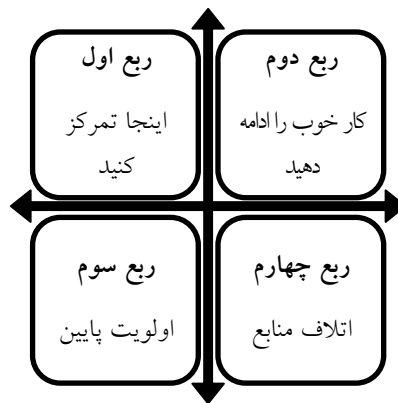 ربع اول
اینجا تمرکز
کنید
ربع دوم
کار خوب را ادامه
دهید
ربع سوم
اولویت پایین
ربع چهارم
اتلاف منابع